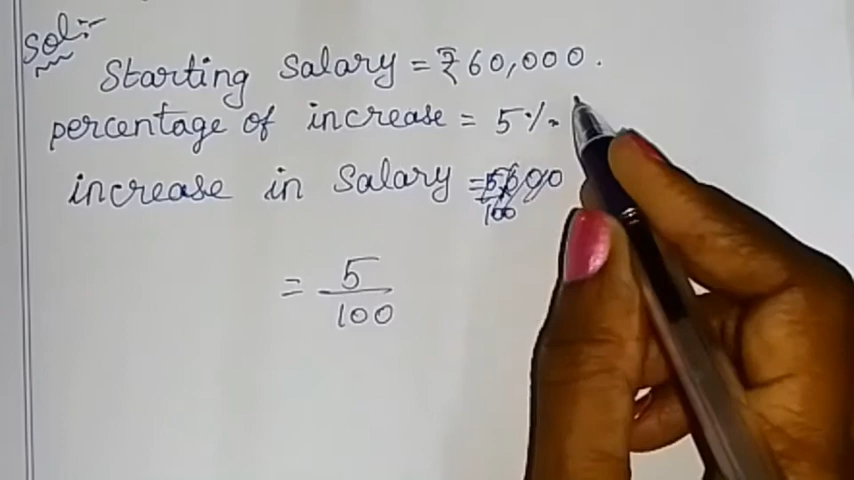 Sol:-
Starting Salary = ₹60,000.
percentage of increase = 5%.
increase in Salary =
= 5/100